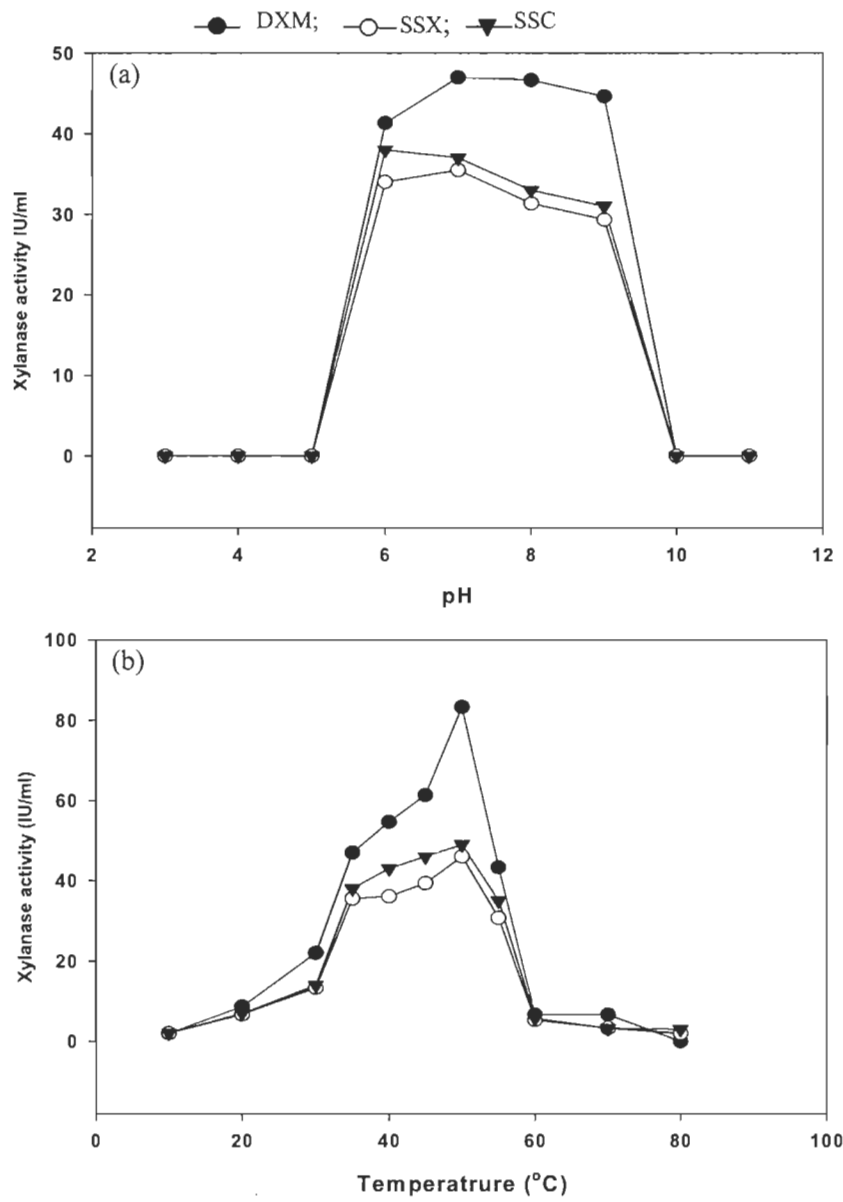 DXM; SSX; SSC
(a)
50
40
30
20
10
0
Xylanase activity IU/ml
2 4 6 8 10 12
pH
(b)
100
80
60
40
20
0
Xylanase activity (IU/ml)
0 20 40 60 80 100
Temperatrure (°C)